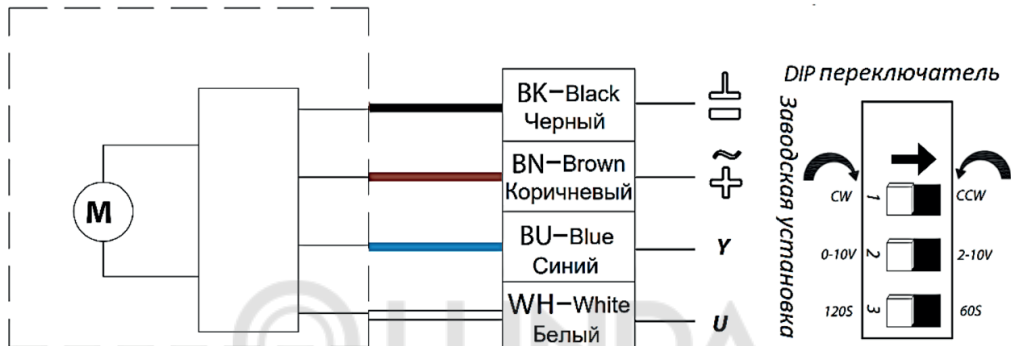 DIP переключатель
BK–Black
Черный
BN–Brown
Коричневый
~
M
BU–Blue
Синий
Y
WH–White
Белый
U
Заводская установка
CW 1 CCW
0-10V 2 2-10V
120S 3 60S
LUNDA